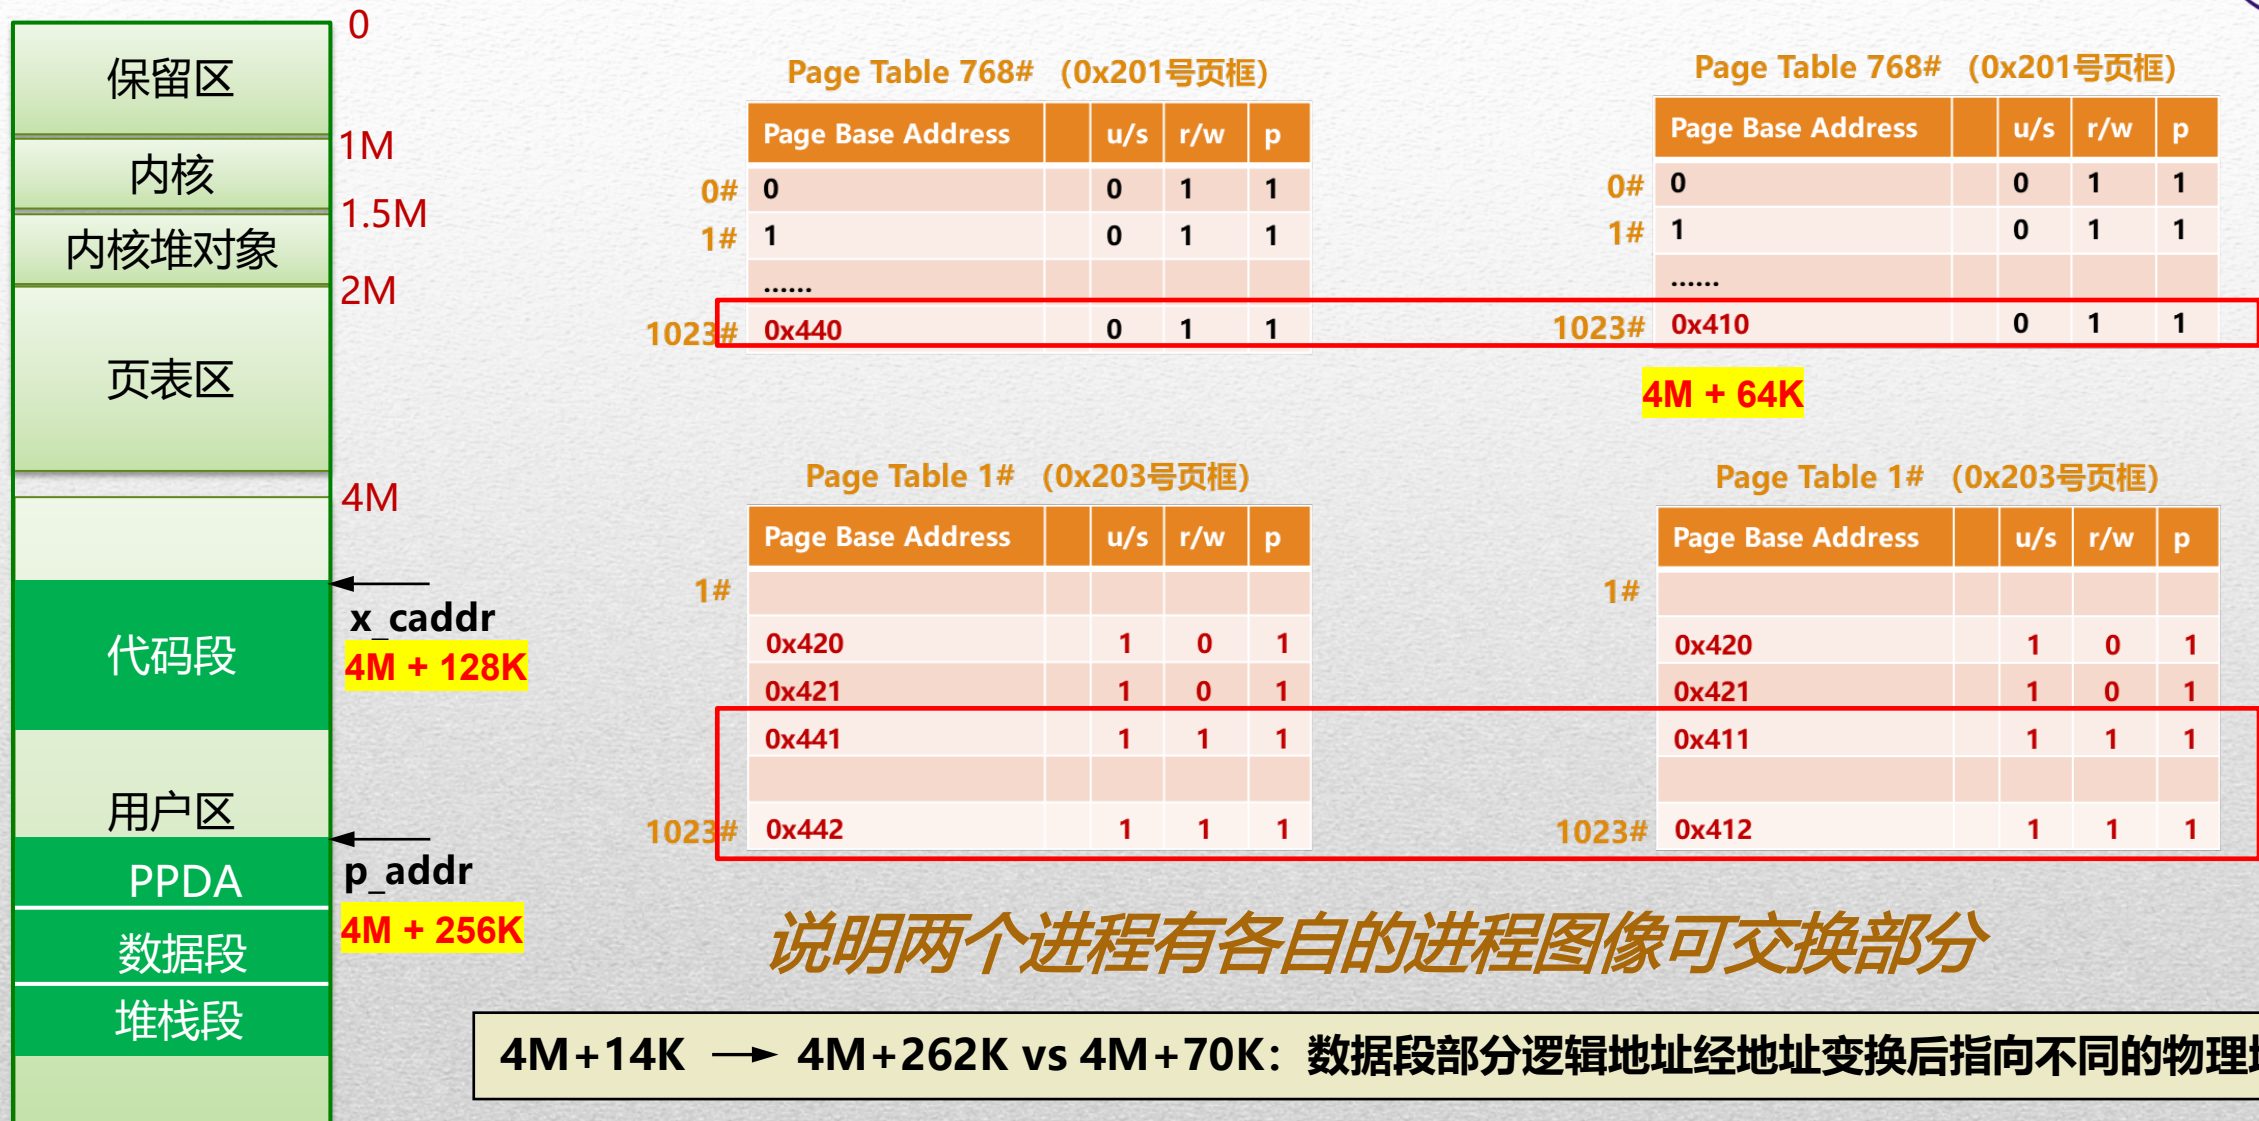 0
保留区
1M
内核
1.5M
内核堆对象
2M
页表区
4M
x_caddr
代码段
4M + 128K
用户区
p_addr
PPDA
4M + 256K
数据段
堆栈段
Page Table 768# (0x201号页框)
Page Base Address u/s r/w p
0# 0 0 1 1
1# 1 0 1 1
......
1023# 0x440 0 1 1
Page Table 768# (0x201号页框)
Page Base Address u/s r/w p
0# 0 0 1 1
1# 1 0 1 1
......
1023# 0x410 0 1 1
4M + 64K
Page Table 1# (0x203号页框)
Page Base Address u/s r/w p
1#
0x420 1 0 1
0x421 1 0 1
0x441 1 1 1
1023# 0x442 1 1 1
Page Table 1# (0x203号页框)
Page Base Address u/s r/w p
1#
0x420 1 0 1
0x421 1 0 1
0x411 1 1 1
1023# 0x412 1 1 1
说明两个进程有各自的进程图像可交换部分
4M+14K → 4M+262K vs 4M+70K：数据段部分逻辑地址经地址变换后指向不同的物理